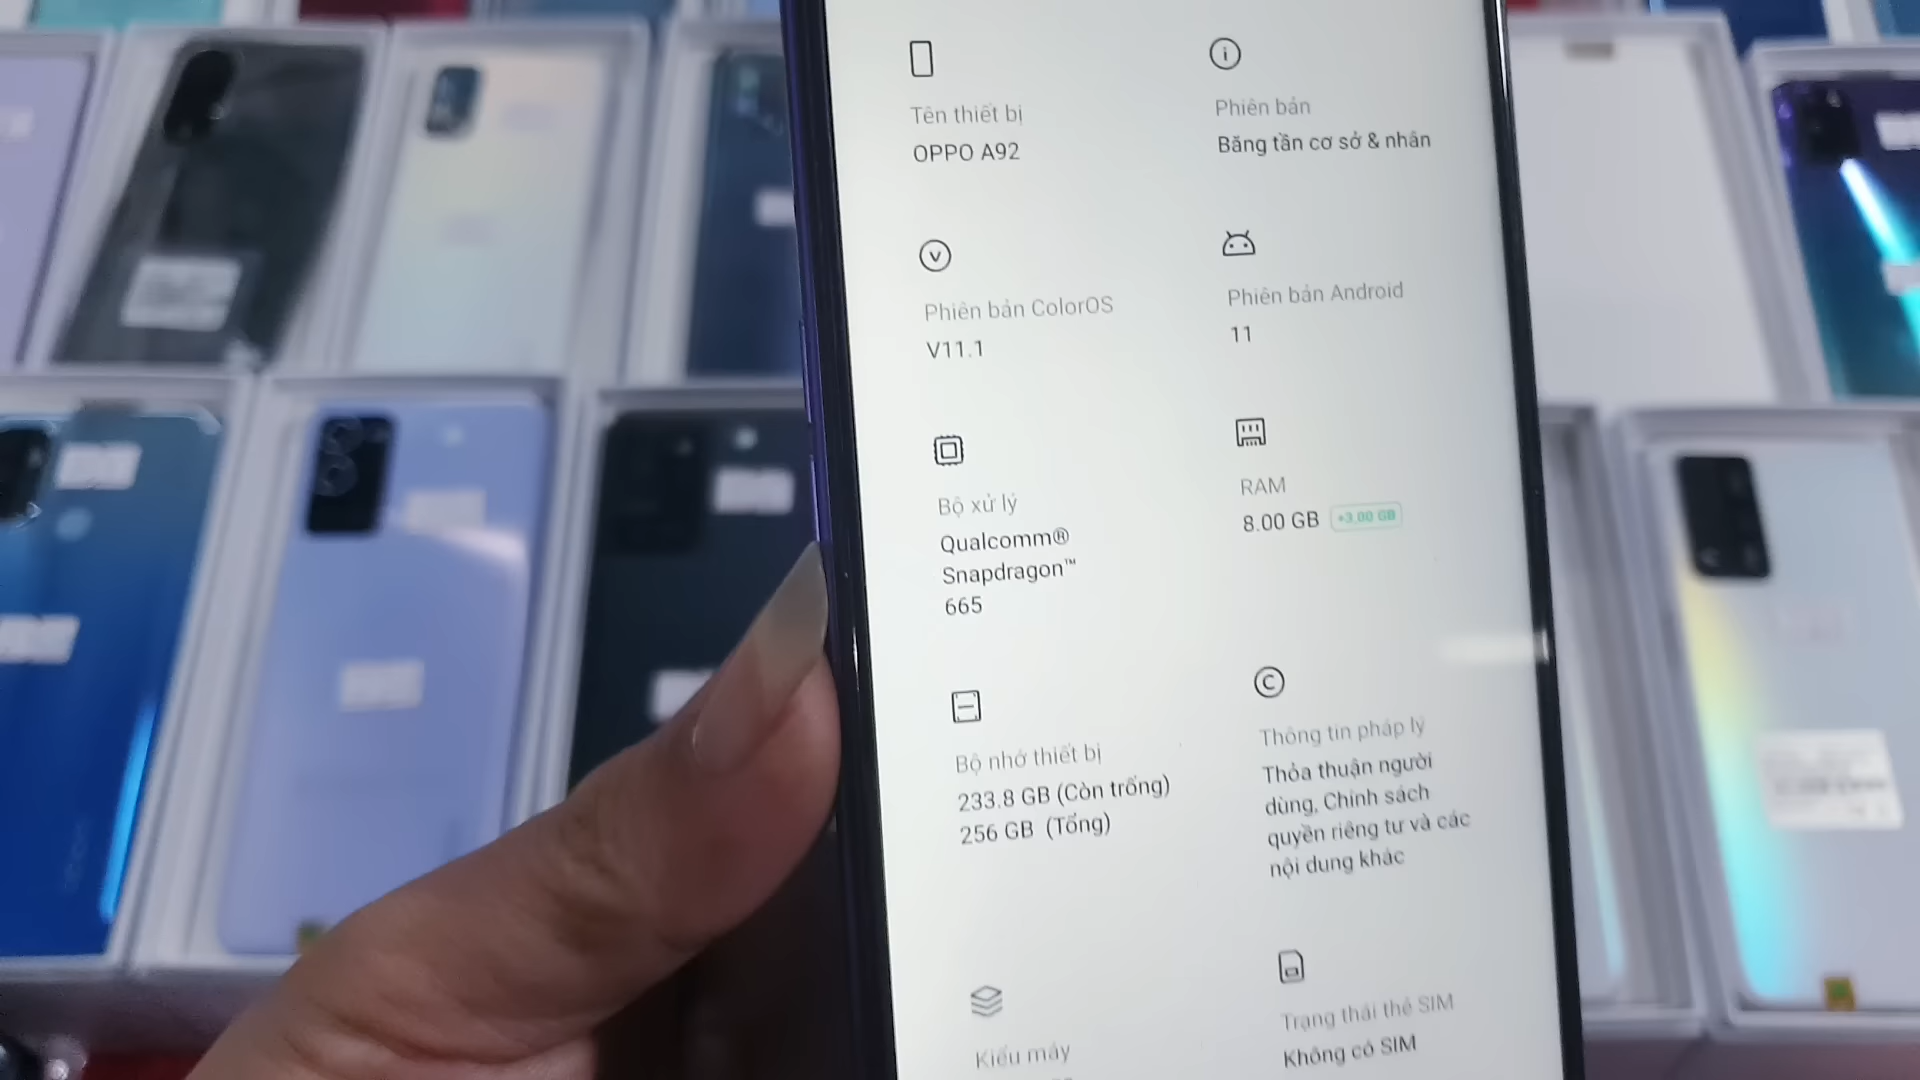 Tên thiết bị
OPPO A92
Phiên bản
Băng tần cơ sở & nhân
Phiên bản ColorOS
V11.1
Phiên bản Android
11
Bộ xử lý
Qualcomm®
Snapdragon™
665
RAM
8.00 GB +3.00 GB
Bộ nhớ thiết bị
233.8 GB (Còn trống)
256 GB (Tổng)
Thông tin pháp lý
Thỏa thuận người
dùng, Chính sách
quyền riêng tư và các
nội dung khác
Kiểu máy
Trạng thái thẻ SIM
Không có SIM